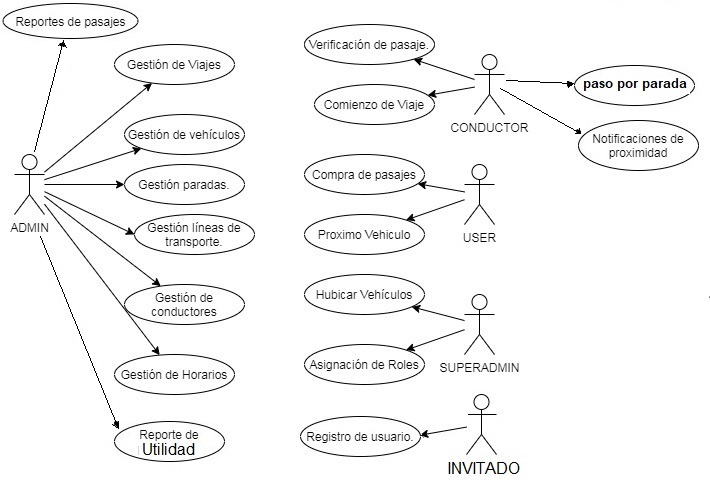 Reportes de pasajes
Gestión de Viajes
Gestión de vehículos
Gestión paradas.
ADMIN
Gestión líneas de
transporte.
Gestión de
conductores
Gestión de Horarios
Reporte de
Utilidad
Verificación de pasaje.
Comienzo de Viaje
CONDUCTOR
paso por parada
Notificaciones de
proximidad
Compra de pasajes
Proximo Vehiculo
USER
Hubicar Vehículos
Asignación de Roles
SUPERADMIN
Registro de usuario.
INVITADO